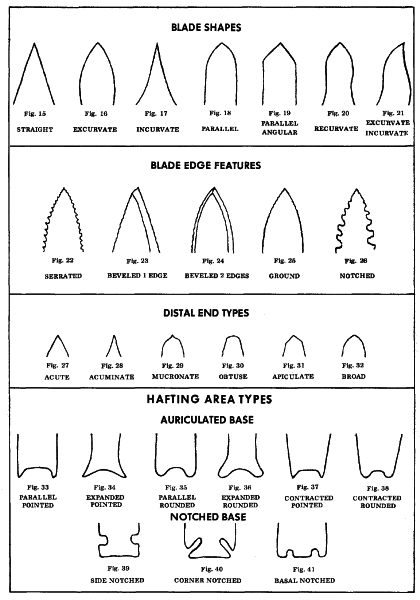 BLADE SHAPES
Fig. 15 Fig. 16 Fig. 17 Fig. 18 Fig. 19 Fig. 20 Fig. 21
STRAIGHT EXCURVATE INCURVATE PARALLEL PARALLEL ANGULAR RECURVATE EXCURVATE INCURVATE
BLADE EDGE FEATURES
Fig. 22 Fig. 23 Fig. 24 Fig. 25 Fig. 26
SERRATED BEVELED 1 EDGE BEVELED 2 EDGES GROUND NOTCHED
DISTAL END TYPES
Fig. 27 Fig. 28 Fig. 29 Fig. 30 Fig. 31 Fig. 32
ACUTE ACUMINATE MUCRONATE OBTUSE APICULATE BROAD
HAFTING AREA TYPES
AURICULATED BASE
Fig. 33 Fig. 34 Fig. 35 Fig. 36 Fig. 37 Fig. 38
PARALLEL EXPANDED PARALLEL EXPANDED CONTRACTED CONTRACTED
POINTED POINTED ROUNDED ROUNDED POINTED ROUNDED
NOTCHED BASE
Fig. 39 Fig. 40 Fig. 41
SIDE NOTCHED CORNER NOTCHED BASAL NOTCHED